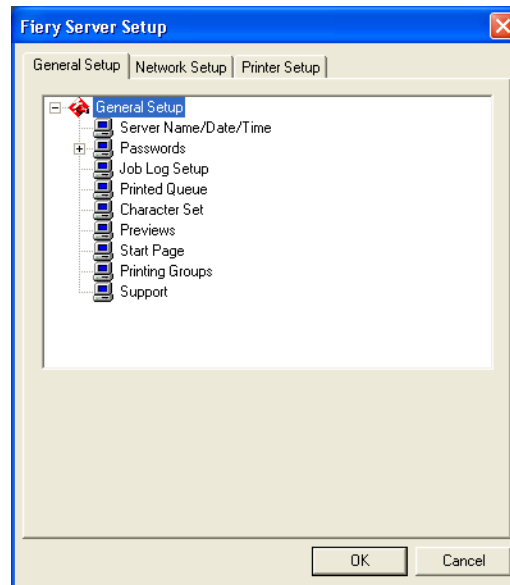 Fiery Server Setup
General Setup Network Setup Printer Setup
General Setup
Server Name/Date/Time
Passwords
Job Log Setup
Printed Queue
Character Set
Previews
Start Page
Printing Groups
Support
OK Cancel